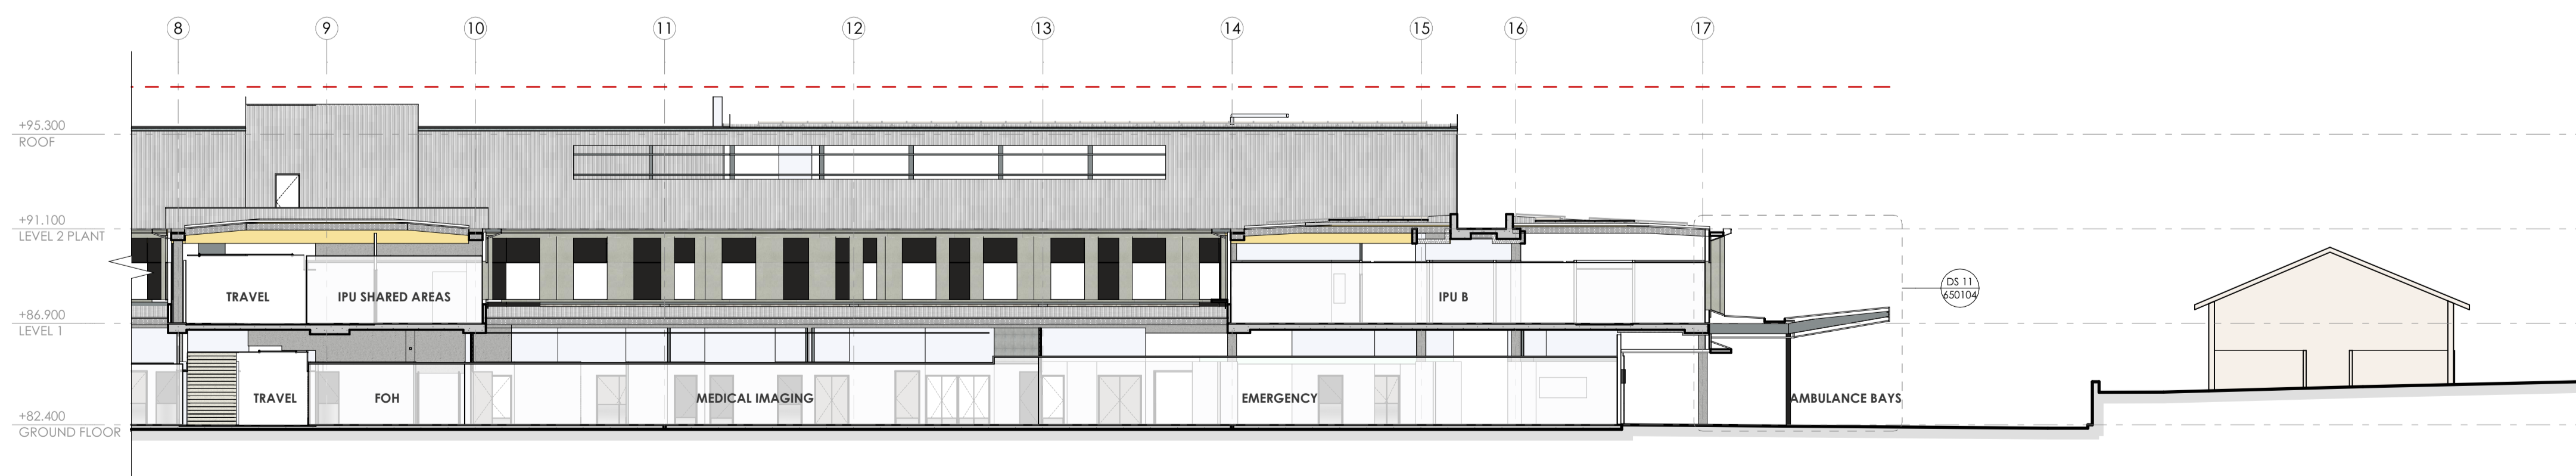 8
9
10
11
12
13
14
15
16
17
+95.300
ROOF
+91.100
LEVEL 2 PLANT
+86.900
LEVEL 1
+82.400
GROUND FLOOR
TRAVEL
IPU SHARED AREAS
IPU B
DS 11
650104
TRAVEL
FOH
MEDICAL IMAGING
EMERGENCY
AMBULANCE BAYS